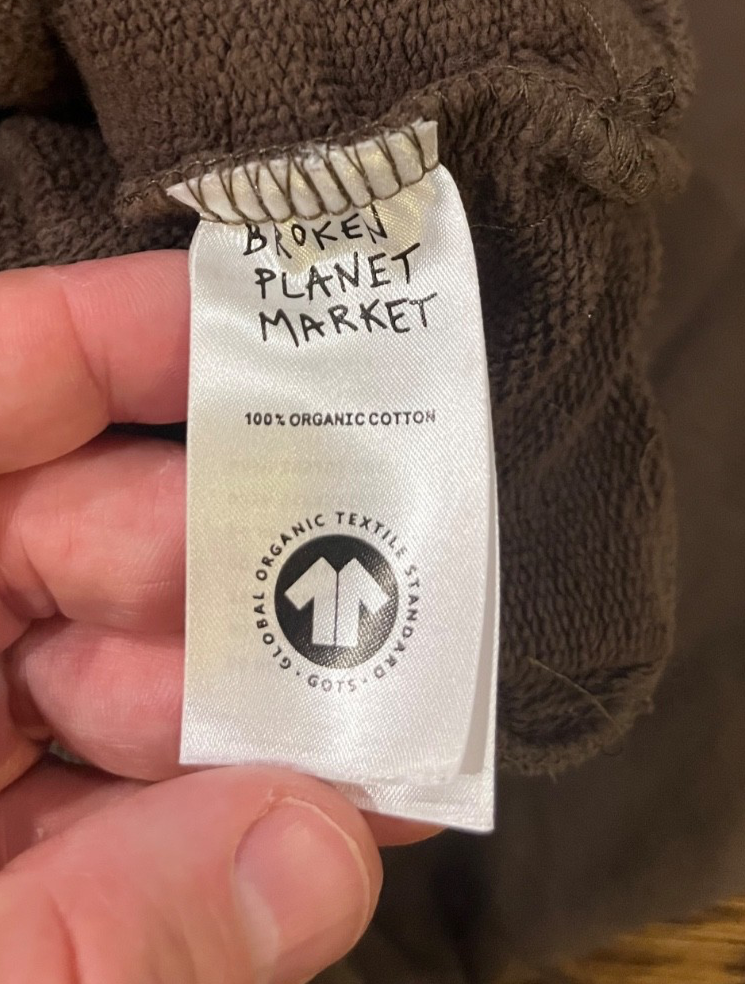 BROKEN
PLANET
MARKET
100% ORGANIC COTTON
GLOBAL ORGANIC TEXTILE STANDARD · GOTS ·